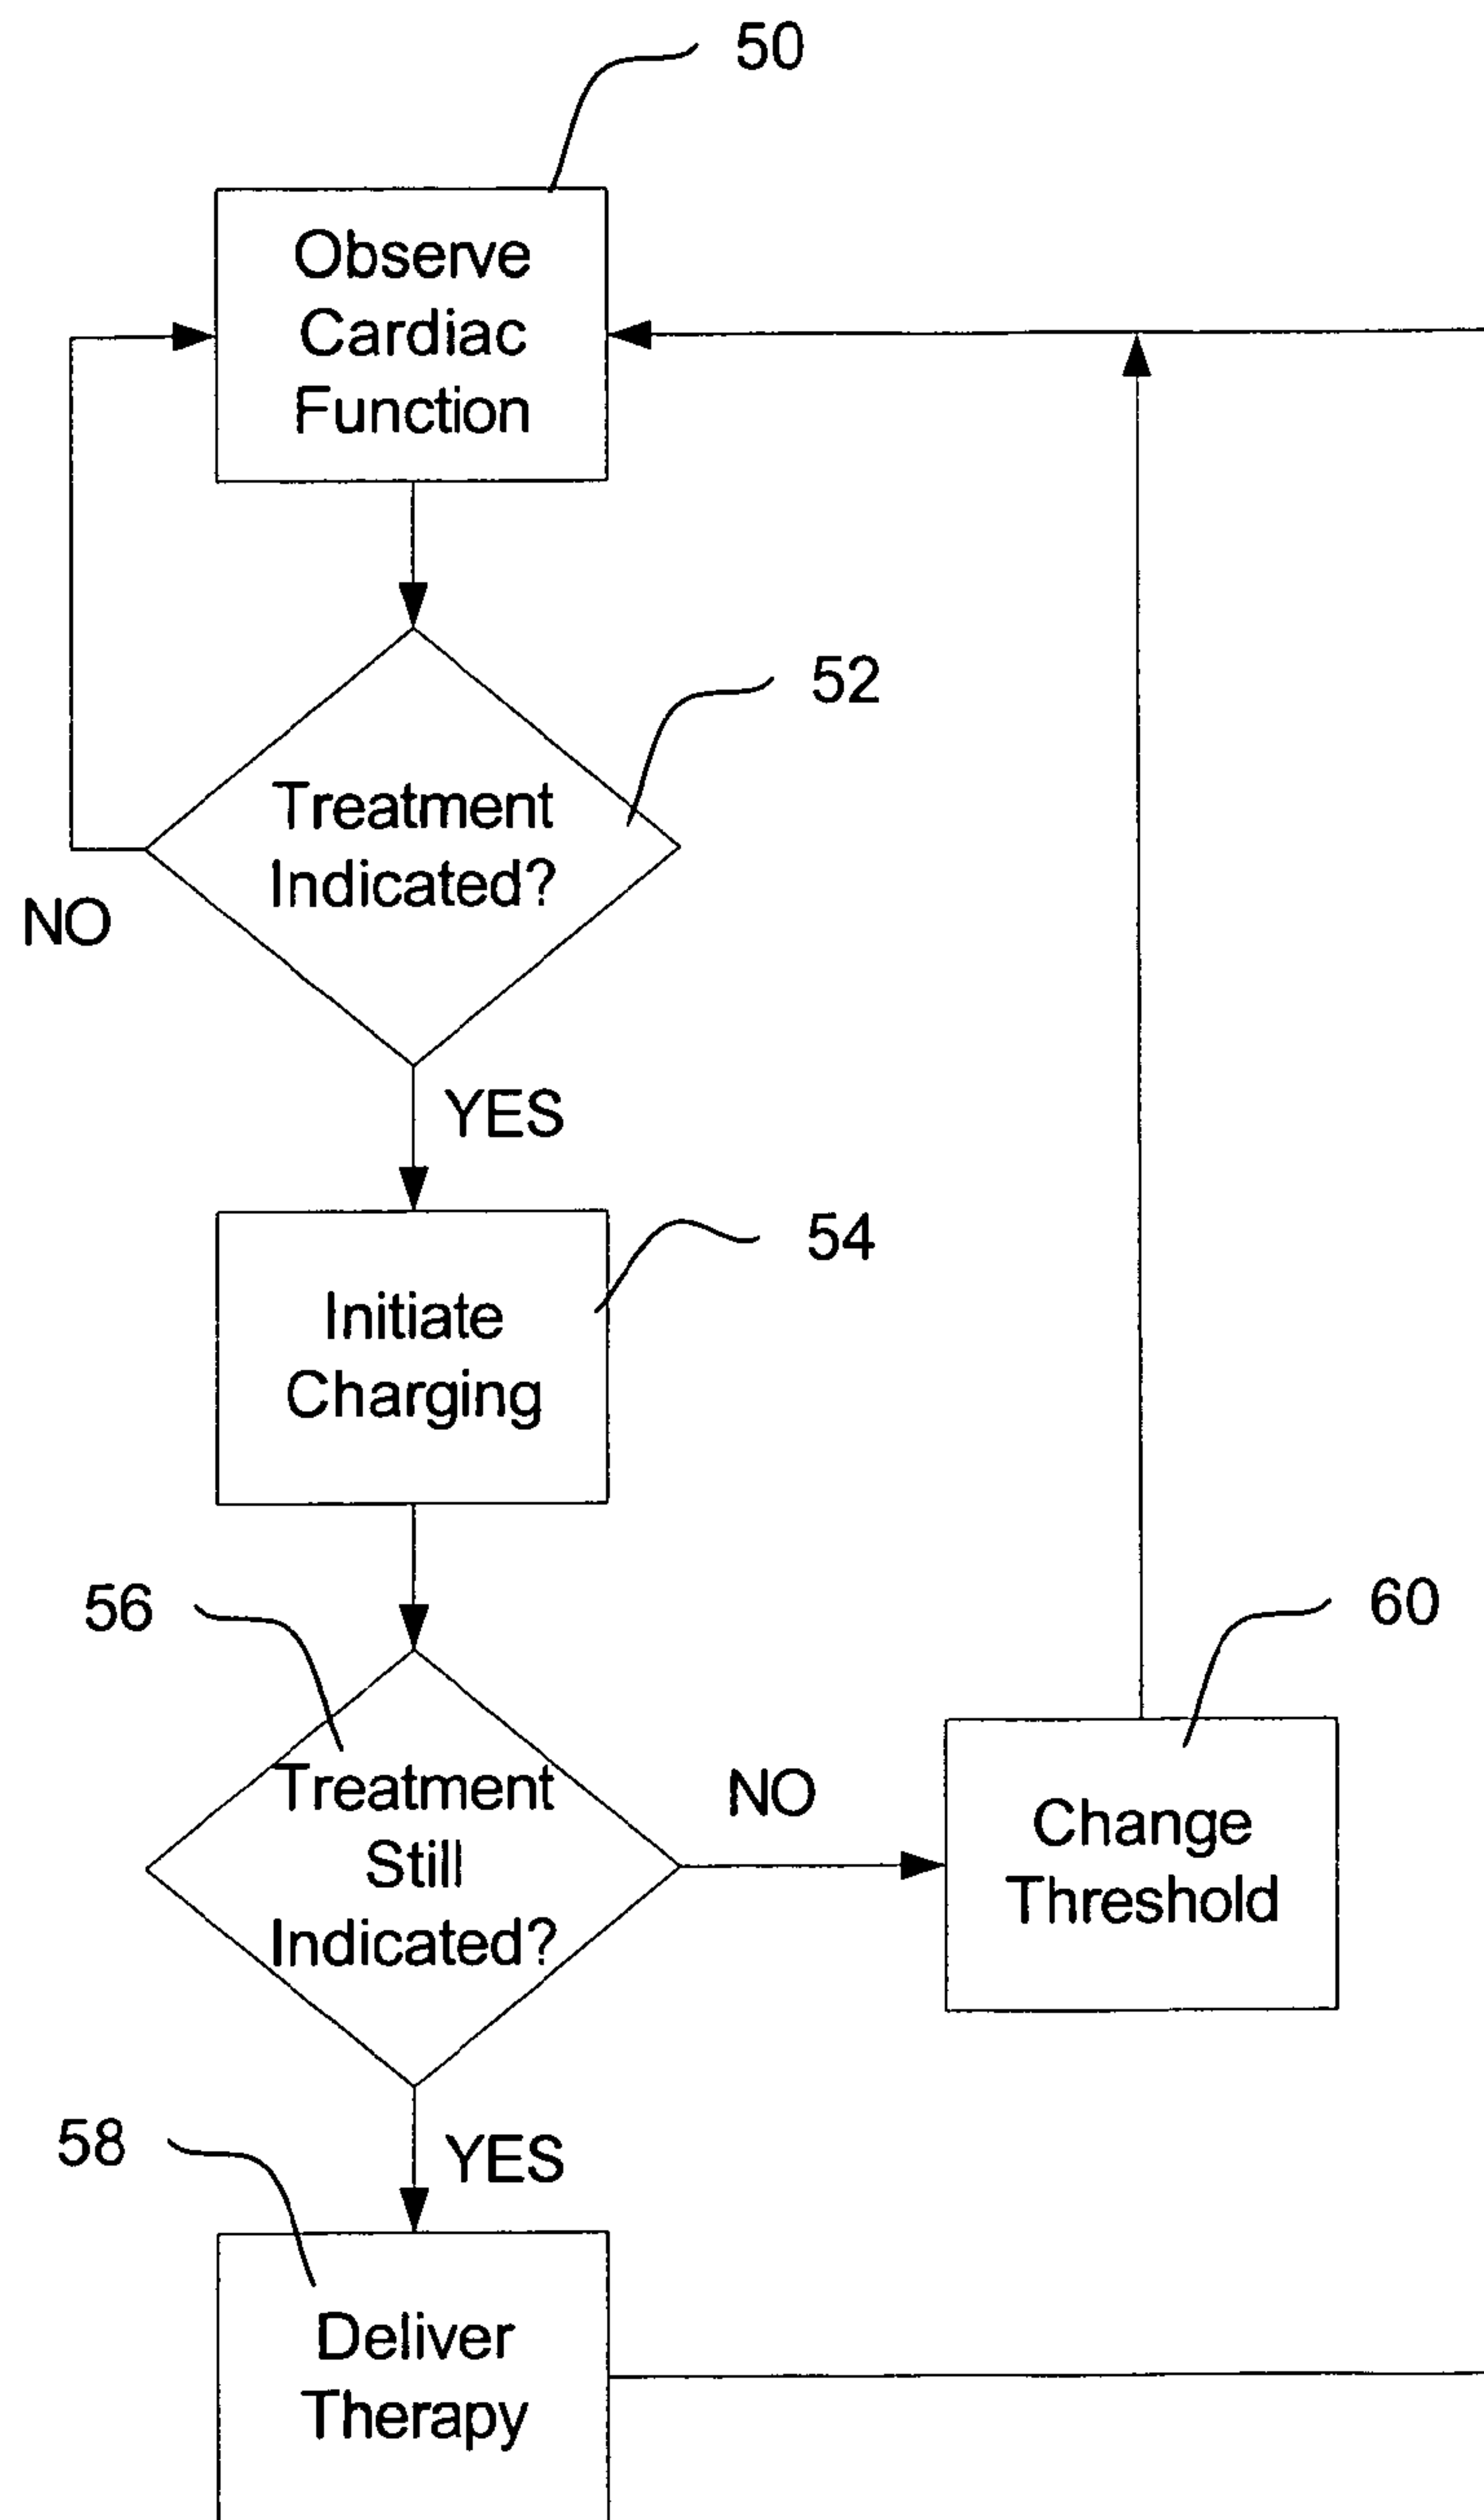 50
Observe
Cardiac
Function
52
Treatment
Indicated?
NO
YES
54
Initiate
Charging
56
60
Treatment
Still
Indicated?
NO
Change
Threshold
58
YES
Deliver
Therapy